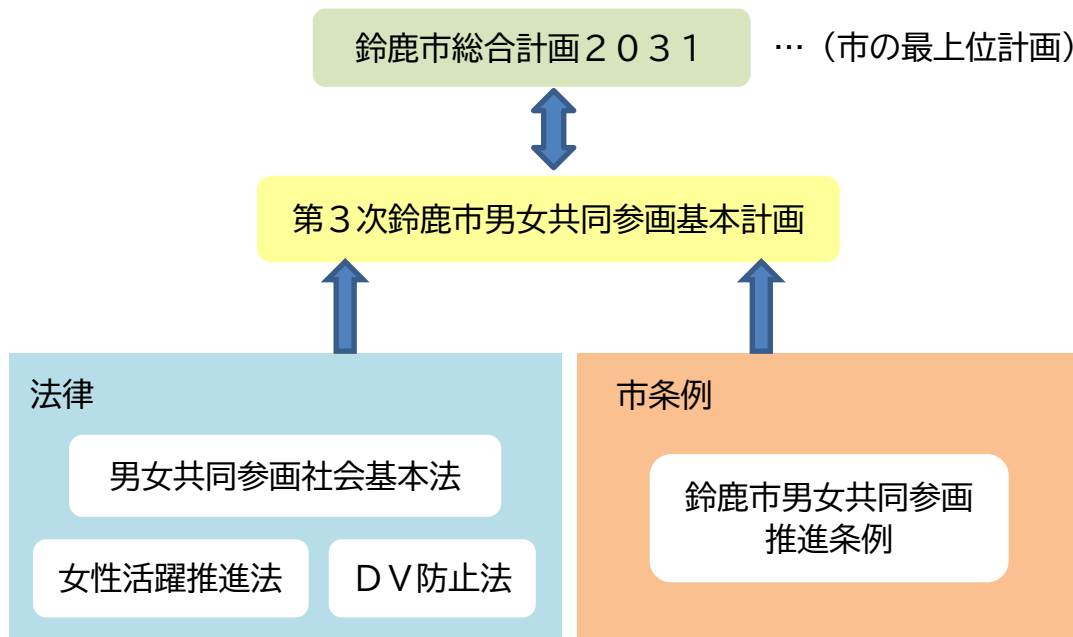 鈴鹿市総合計画２０３１ …（市の最上位計画）
第３次鈴鹿市男女共同参画基本計画
法律
男女共同参画社会基本法
女性活躍推進法
ＤＶ防止法
市条例
鈴鹿市男女共同参画
推進条例